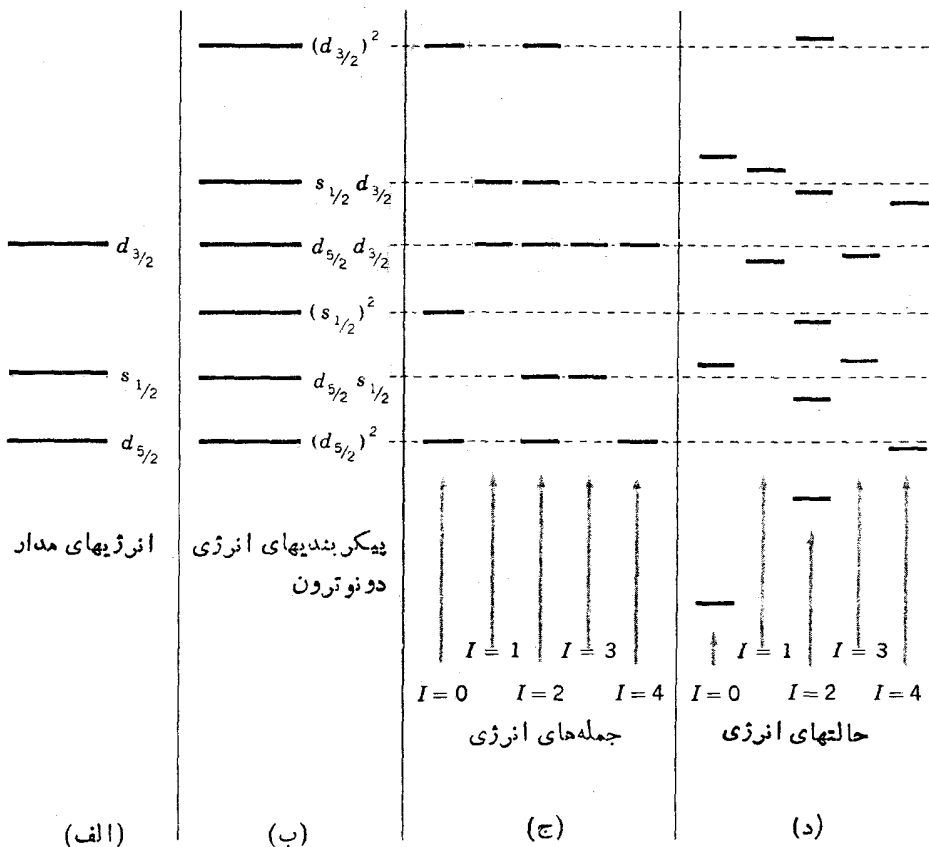 (d₃/₂)²
s₁/₂ d₃/₂
d₃/₂
d₅/₂ d₃/₂
(s₁/₂)²
s₁/₂
d₅/₂ s₁/₂
d₅/₂
(d₅/₂)²
انرژیهای مدار
پیکربندیهای انرژی
دونوترون
I = 1
I = 3
I = 0
I = 2
I = 4
جمله‌های انرژی
I = 1
I = 3
I = 0
I = 2
I = 4
حالتهای انرژی
(الف)
(ب)
(ج)
(د)